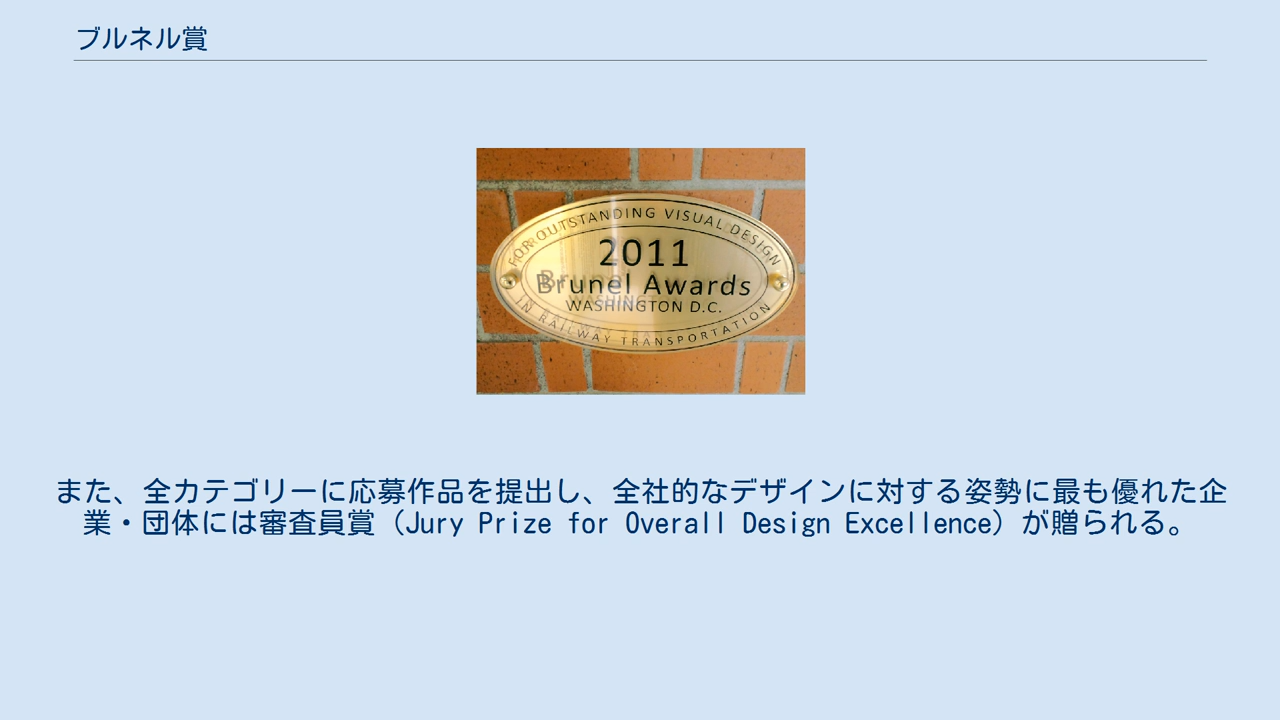 ブルネル賞
FOR OUTSTANDING VISUAL DESIGN
2011
Brunel Awards
WASHINGTON D.C.
IN RAILWAY TRANSPORTATION
また、全カテゴリーに応募作品を提出し、全社的なデザインに対する姿勢に最も優れた企
業・団体には審査員賞（Jury Prize for Overall Design Excellence）が贈られる。